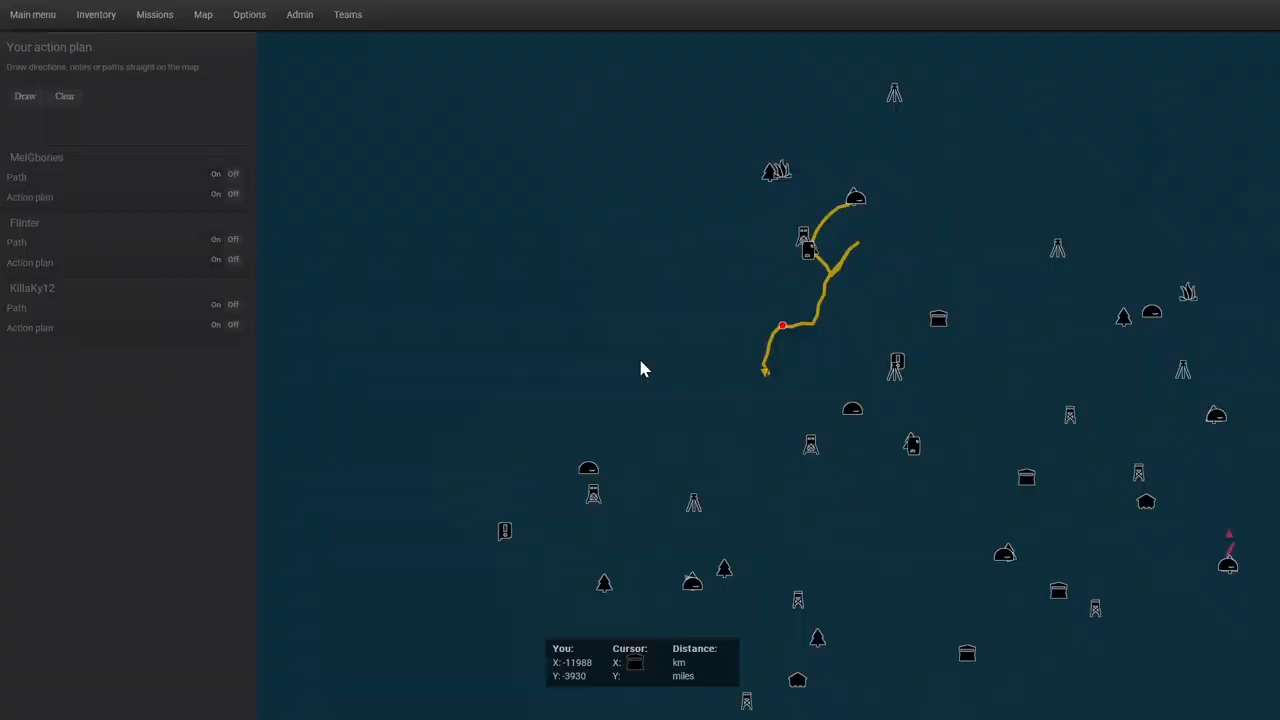 Main menu Inventory Missions Map Options Admin Teams
Your action plan
Draw directions, notes or paths straight on the map
Draw Clear
MelGbones
Path On Off
Action plan On Off
Flinter
Path On Off
Action plan On Off
KillaKy12
Path On Off
Action plan On Off
You: Cursor: Distance:
X: -11988 X: km
Y: -3930 Y: miles